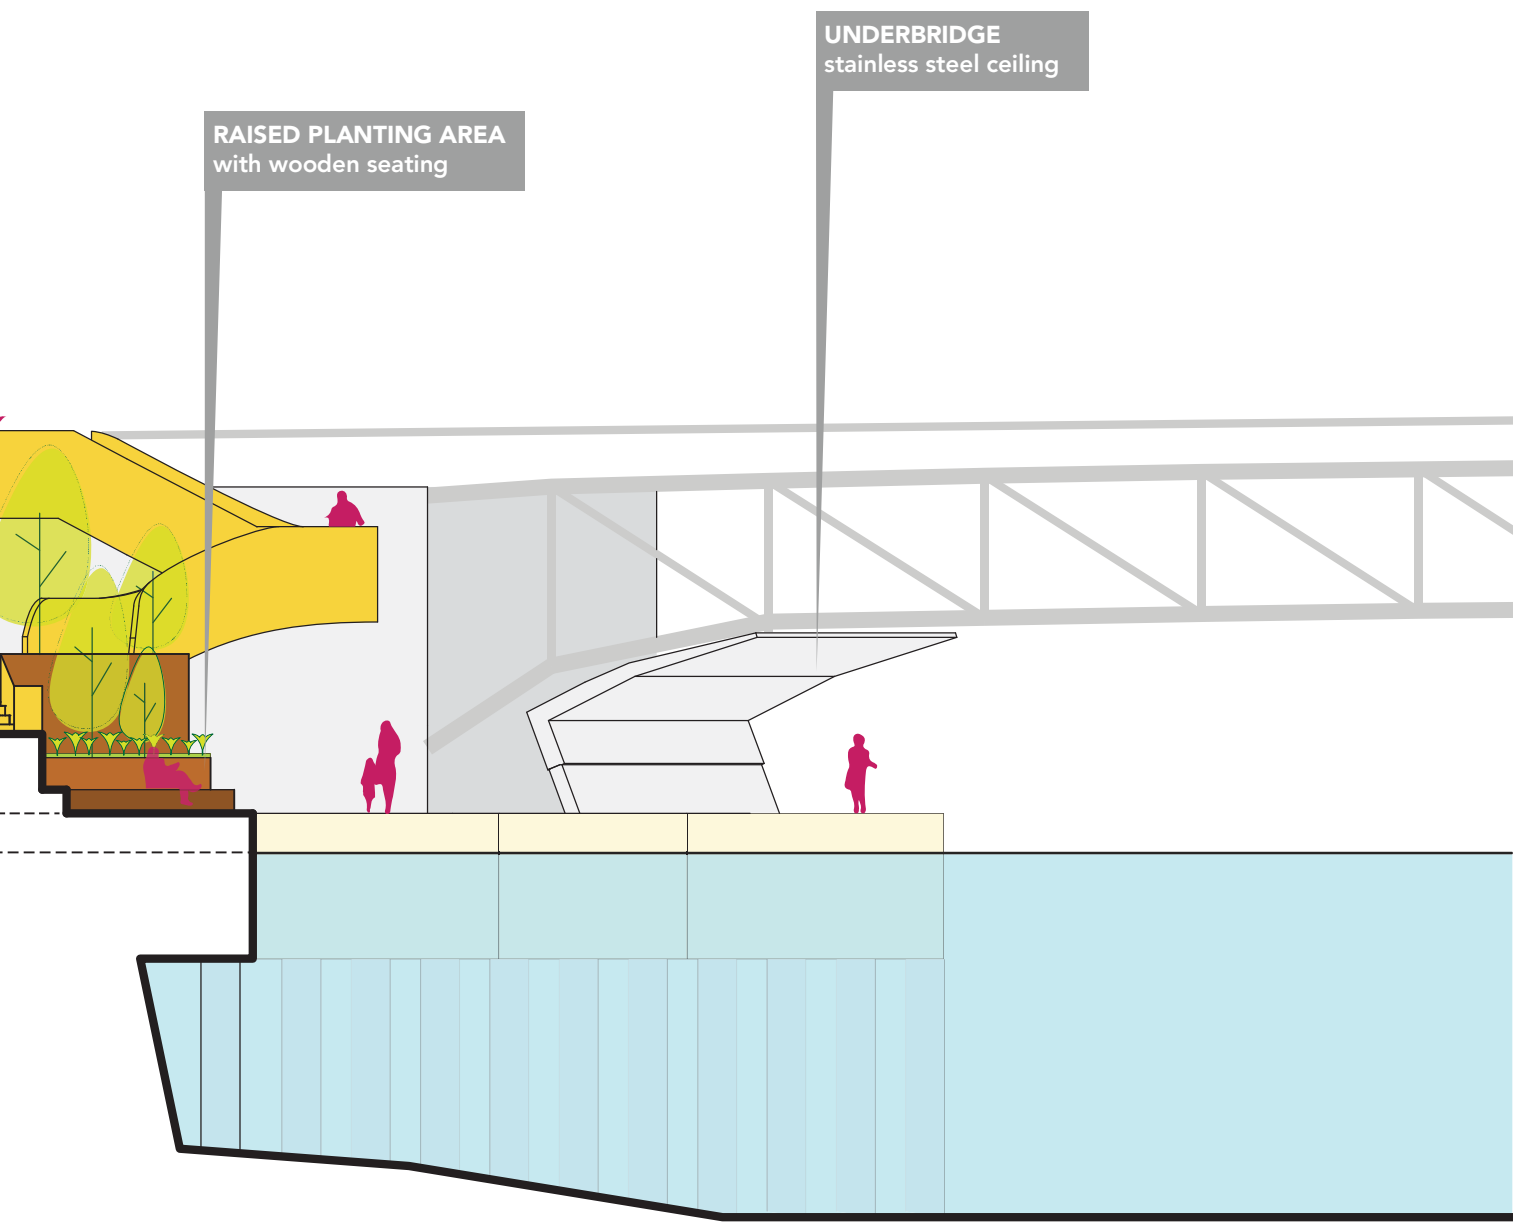 UNDERBRIDGE
stainless steel ceiling
RAISED PLANTING AREA
with wooden seating